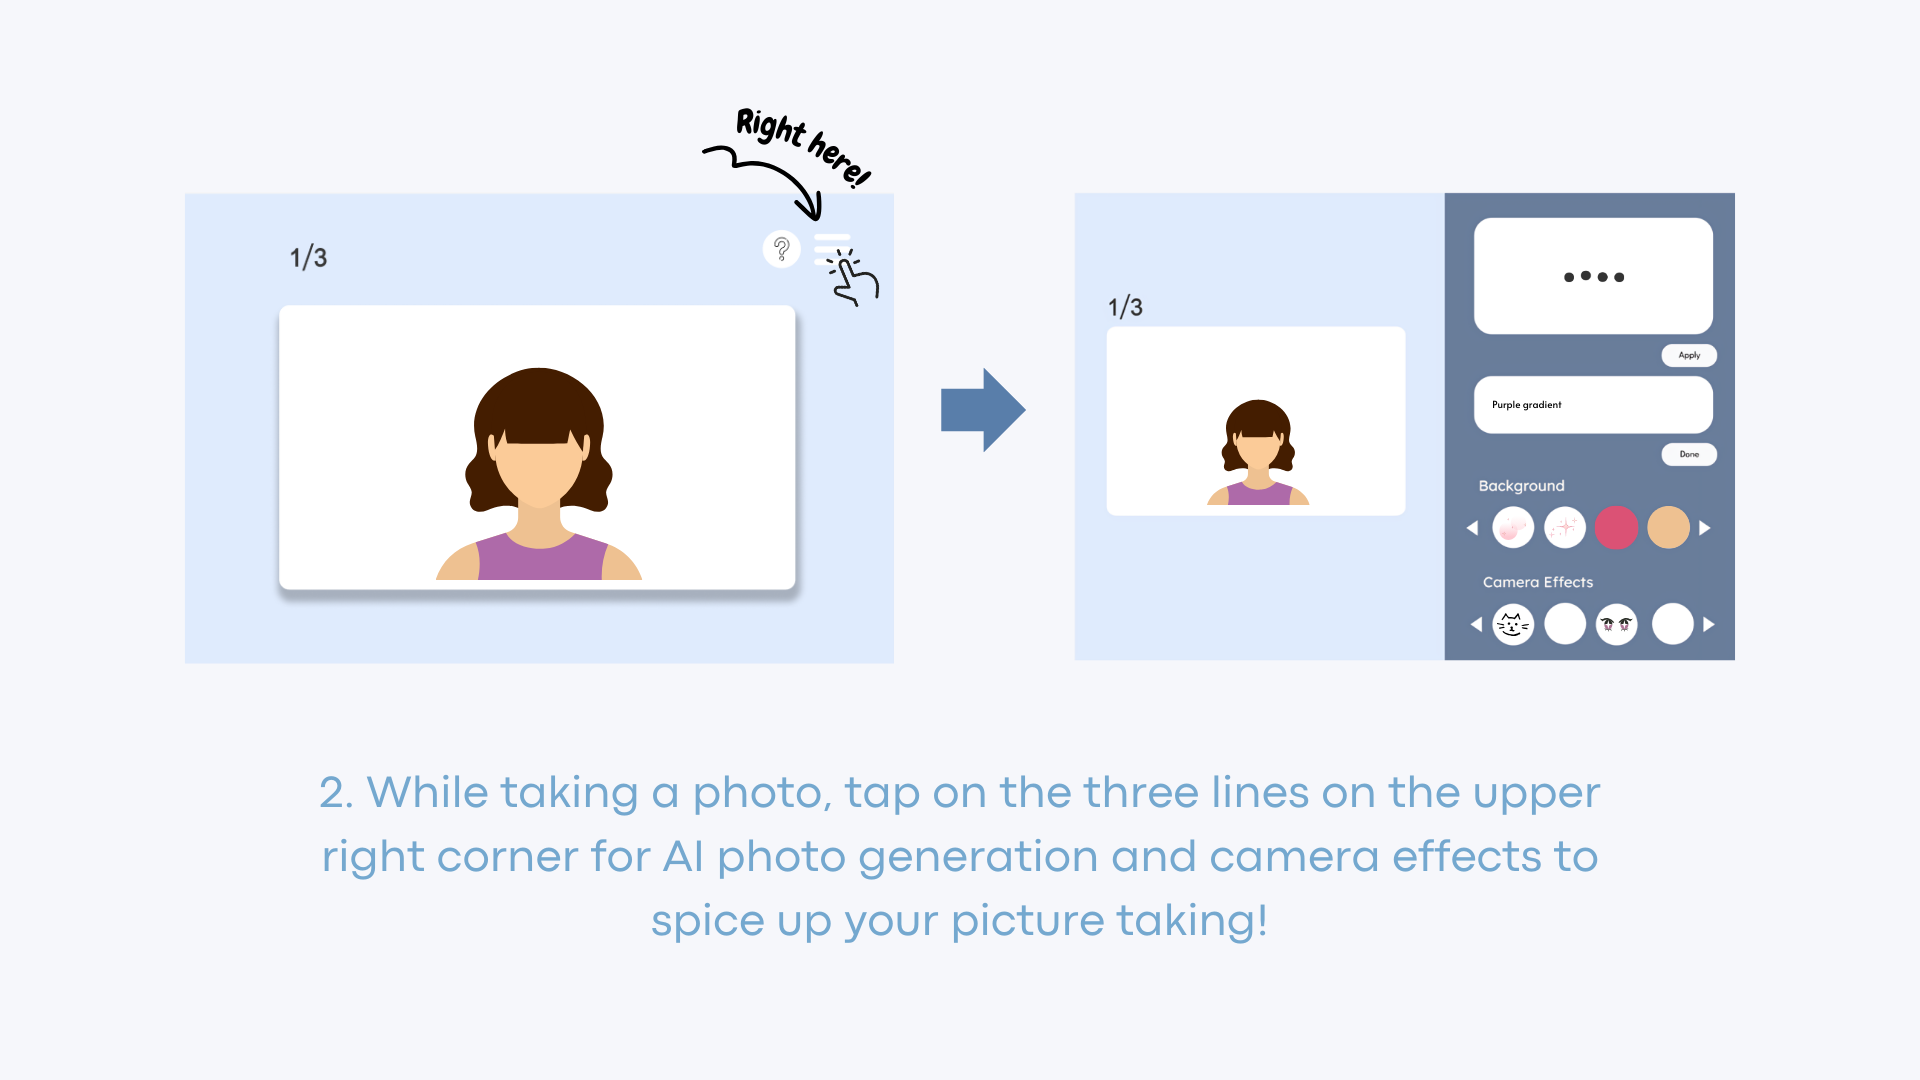 Right here!
1/3
?
1/3
Apply
Purple gradient
Done
Background
Camera Effects
2. While taking a photo, tap on the three lines on the upper
right corner for AI photo generation and camera effects to
spice up your picture taking!